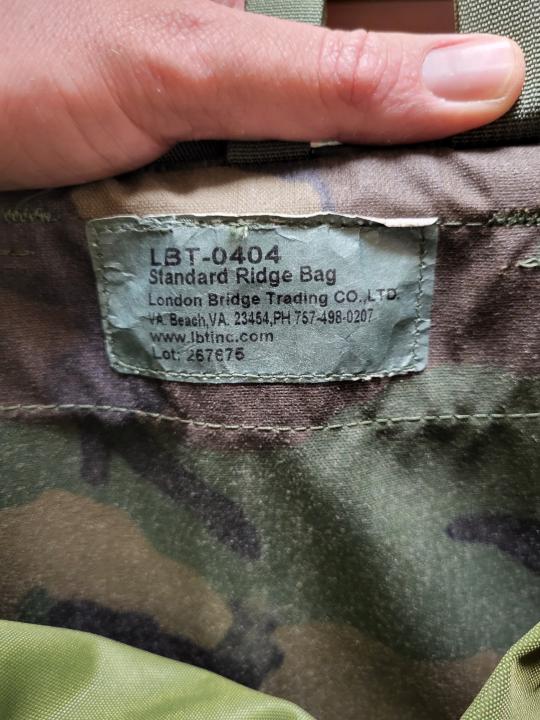 LBT-0404
Standard Ridge Bag
London Bridge Trading CO.,LTD.
VA. Beach,VA. 23454,PH 757-498-0207
www.lbtinc.com
Lot: 267675